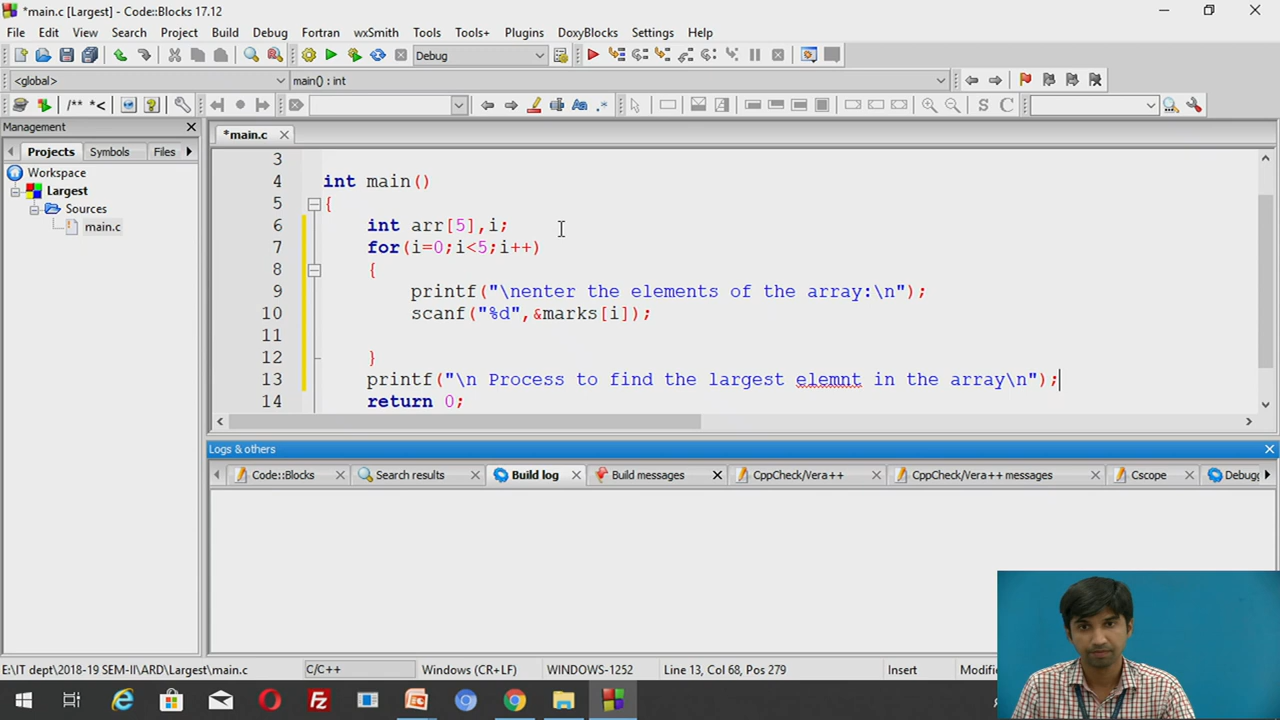 *main.c [Largest] - Code::Blocks 17.12
File Edit View Search Project Build Debug Fortran wxSmith Tools Tools+ Plugins DoxyBlocks Settings Help
Debug
<global> main() : int
/** *<
S C
Management
*main.c
Projects Symbols Files
Workspace
Largest
Sources
main.c
3
4 int main()
5 {
6 int arr[5],i;
7 for(i=0;i<5;i++)
8 {
9 printf("\nenter the elements of the array:\n");
10 scanf("%d",&marks[i]);
11
12 }
13 printf("\n Process to find the largest elemnt in the array\n");
14 return 0;
Logs & others
Code::Blocks Search results Build log Build messages CppCheck/Vera++ CppCheck/Vera++ messages Cscope Debugg
E:\IT dept\2018-19 SEM-II\ARD\Largest\main.c C/C++ Windows (CR+LF) WINDOWS-1252 Line 13, Col 68, Pos 279 Insert Modif